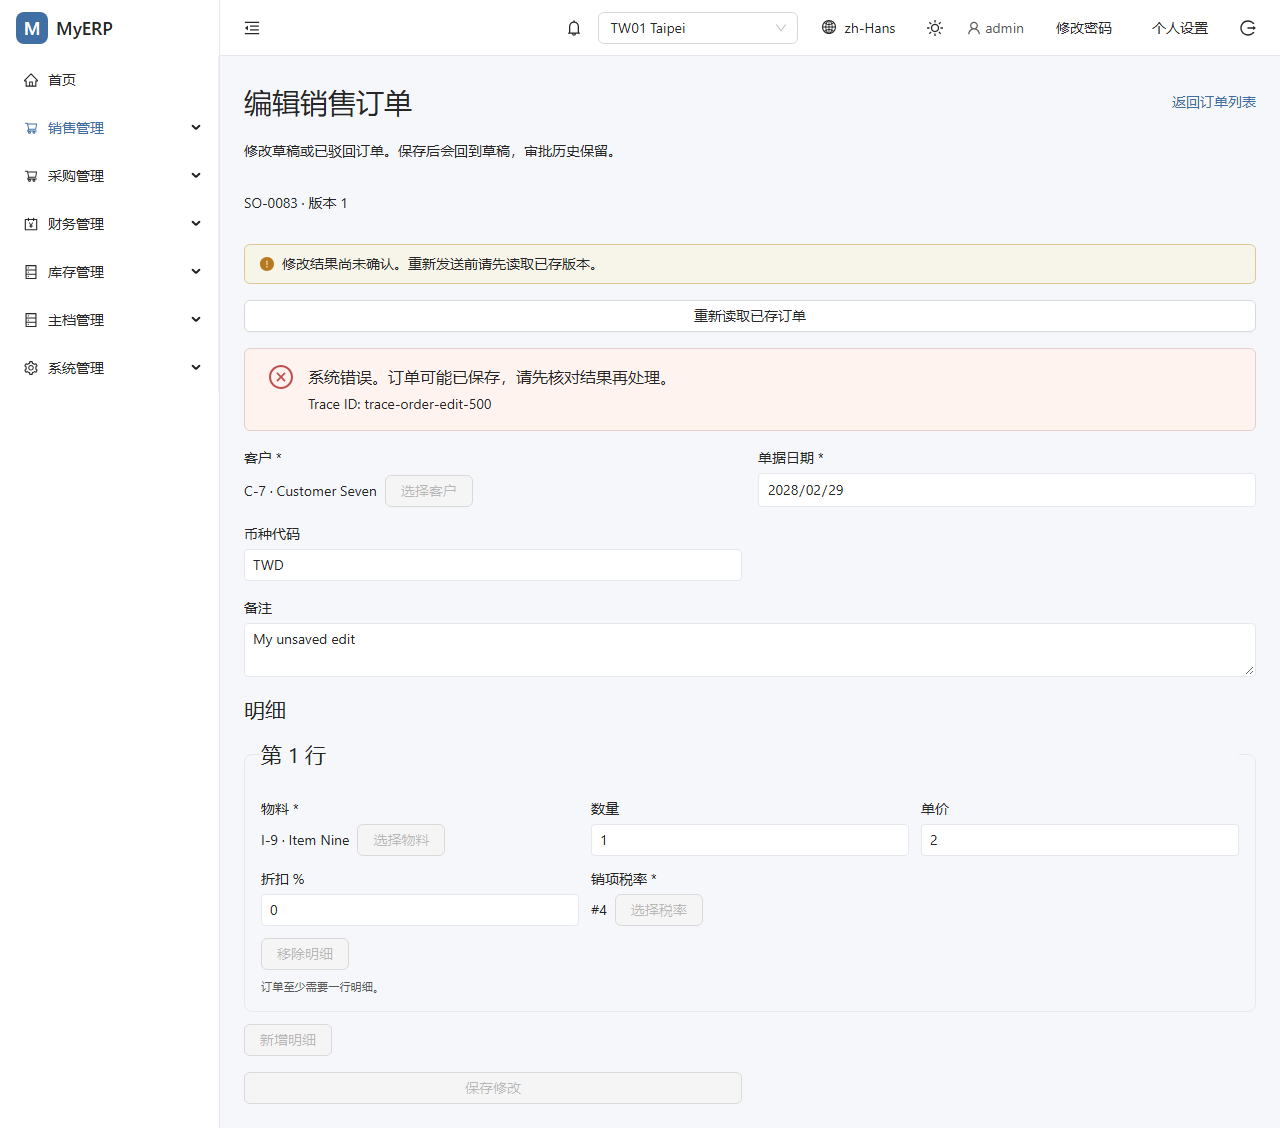 M MyERP
TW01 Taipei
zh-Hans
admin
修改密码
个人设置
首页
销售管理
采购管理
财务管理
库存管理
主档管理
系统管理
编辑销售订单
返回订单列表
修改草稿或已驳回订单。保存后会回到草稿，审批历史保留。
SO-0083 · 版本 1
修改结果尚未确认。重新发送前请先读取已存版本。
重新读取已存订单
系统错误。订单可能已保存，请先核对结果再处理。
Trace ID: trace-order-edit-500
客户 *
单据日期 *
C-7 · Customer Seven
选择客户
2028/02/29
币种代码
TWD
备注
My unsaved edit
明细
第 1 行
物料 *
数量
单价
I-9 · Item Nine
选择物料
1
2
折扣 %
销项税率 *
0
#4
选择税率
移除明细
订单至少需要一行明细。
新增明细
保存修改